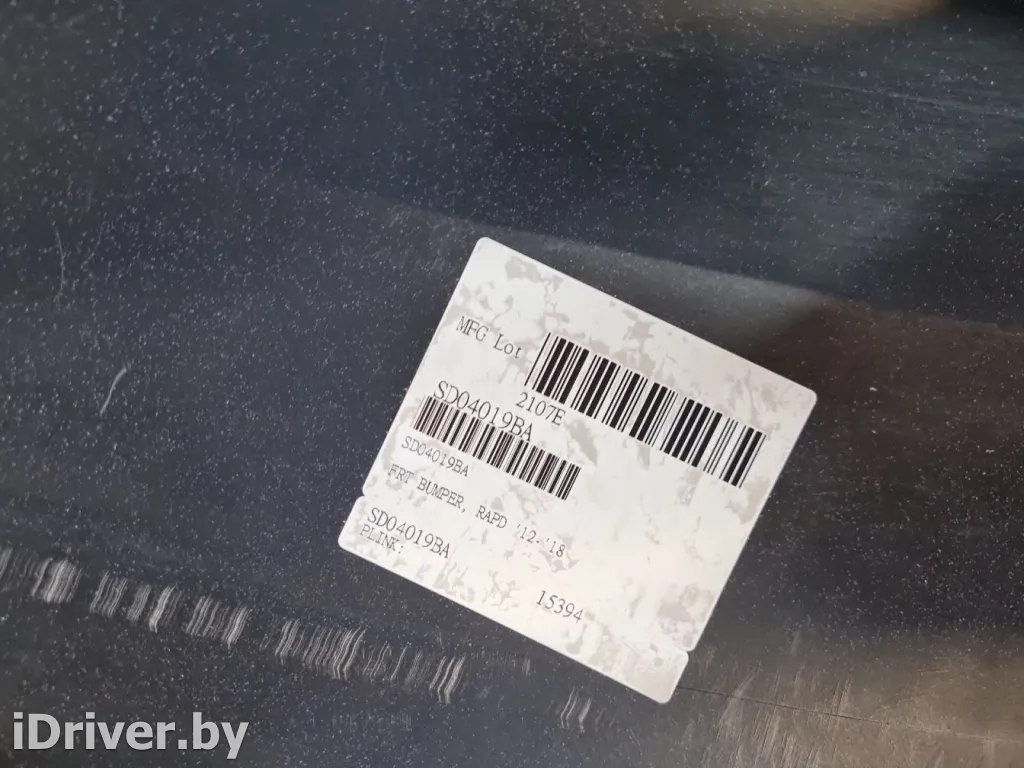 MFG Lot
2107E
SD04019BA
SD04019BA
FRT BUMPER, RAPD '12-'18
SD04019BA
PLINK:
15394
iDriver.by